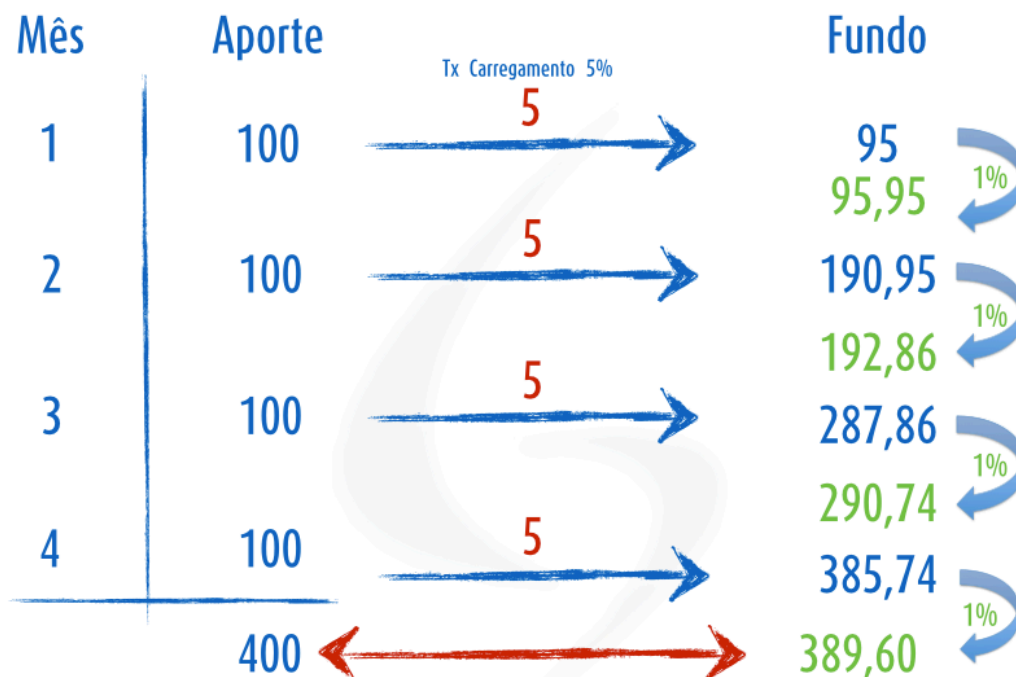 Mês Aporte Fundo
Tx Carregamento 5%
1 100 5 95
95,95 1%
2 100 5 190,95
192,86 1%
3 100 5 287,86
290,74 1%
4 100 5 385,74
1%
400 389,60